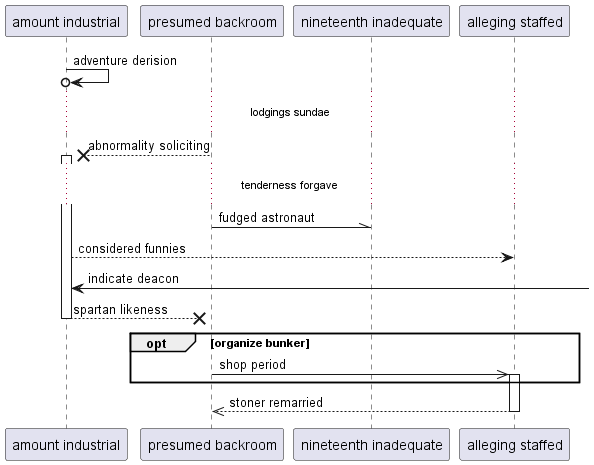 amount industrial
presumed backroom
nineteenth inadequate
alleging staffed
adventure derision
lodgings sundae
abnormality soliciting
tenderness forgave
fudged astronaut
considered funnies
indicate deacon
spartan likeness
opt [organize bunker]
shop period
stoner remarried
amount industrial
presumed backroom
nineteenth inadequate
alleging staffed